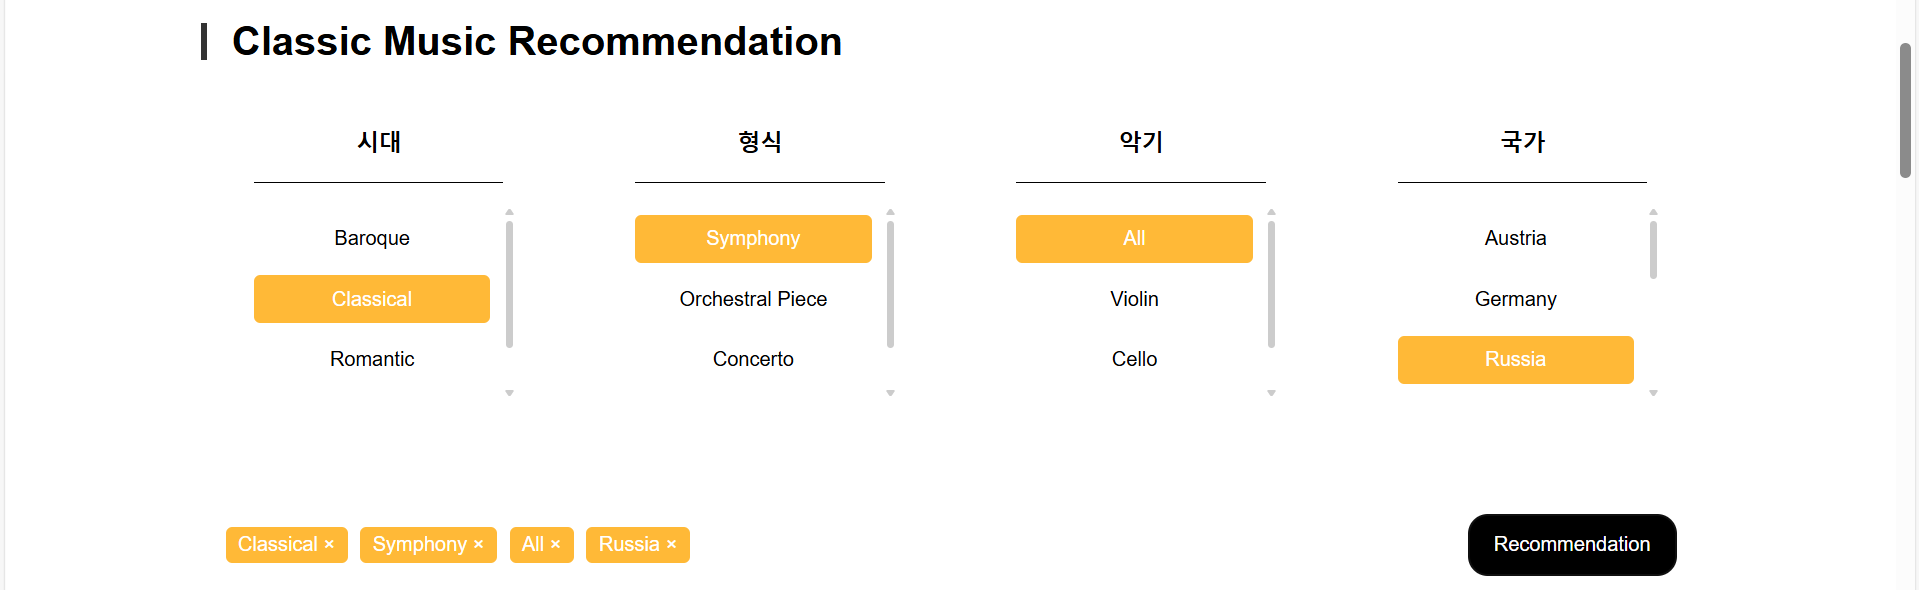 Classic Music Recommendation
시대
형식
악기
국가
Baroque
Symphony
All
Austria
Classical
Orchestral Piece
Violin
Germany
Romantic
Concerto
Cello
Russia
Classical ×
Symphony ×
All ×
Russia ×
Recommendation